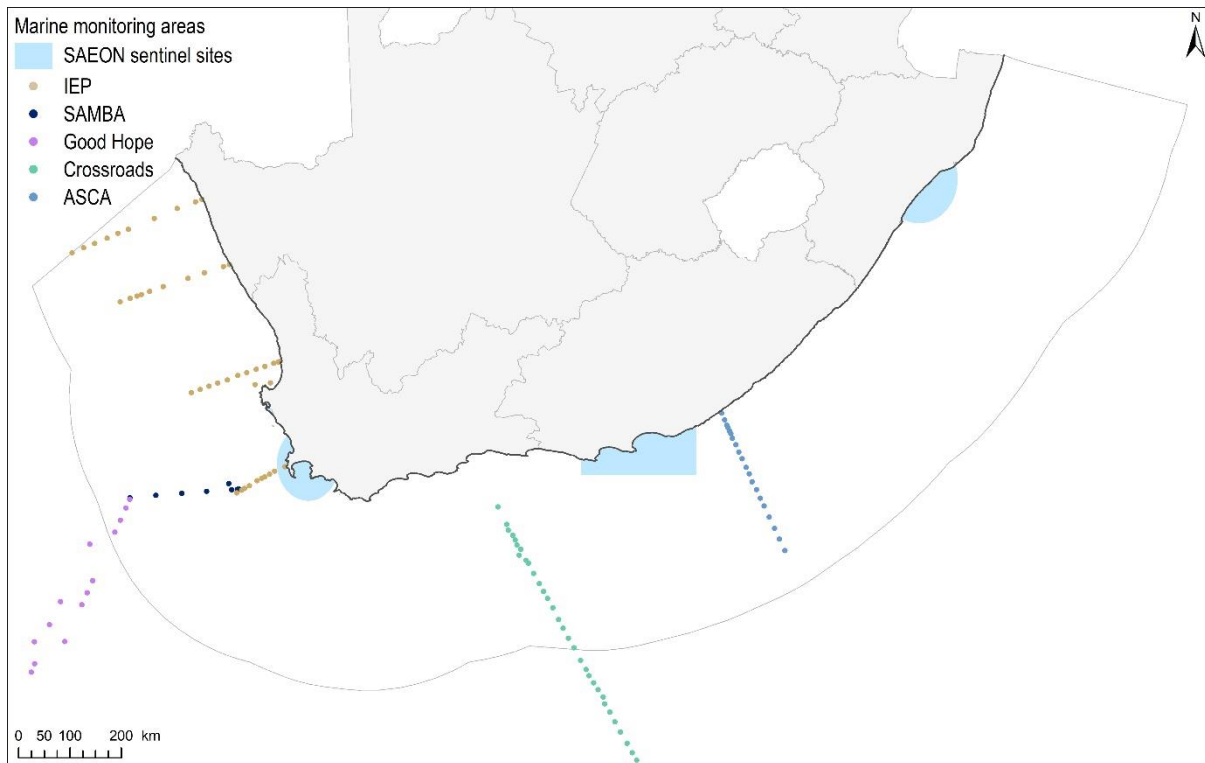 Marine monitoring areas
SAEON sentinel sites
IEP
SAMBA
Good Hope
Crossroads
ASCA
N
0 50 100 200 km